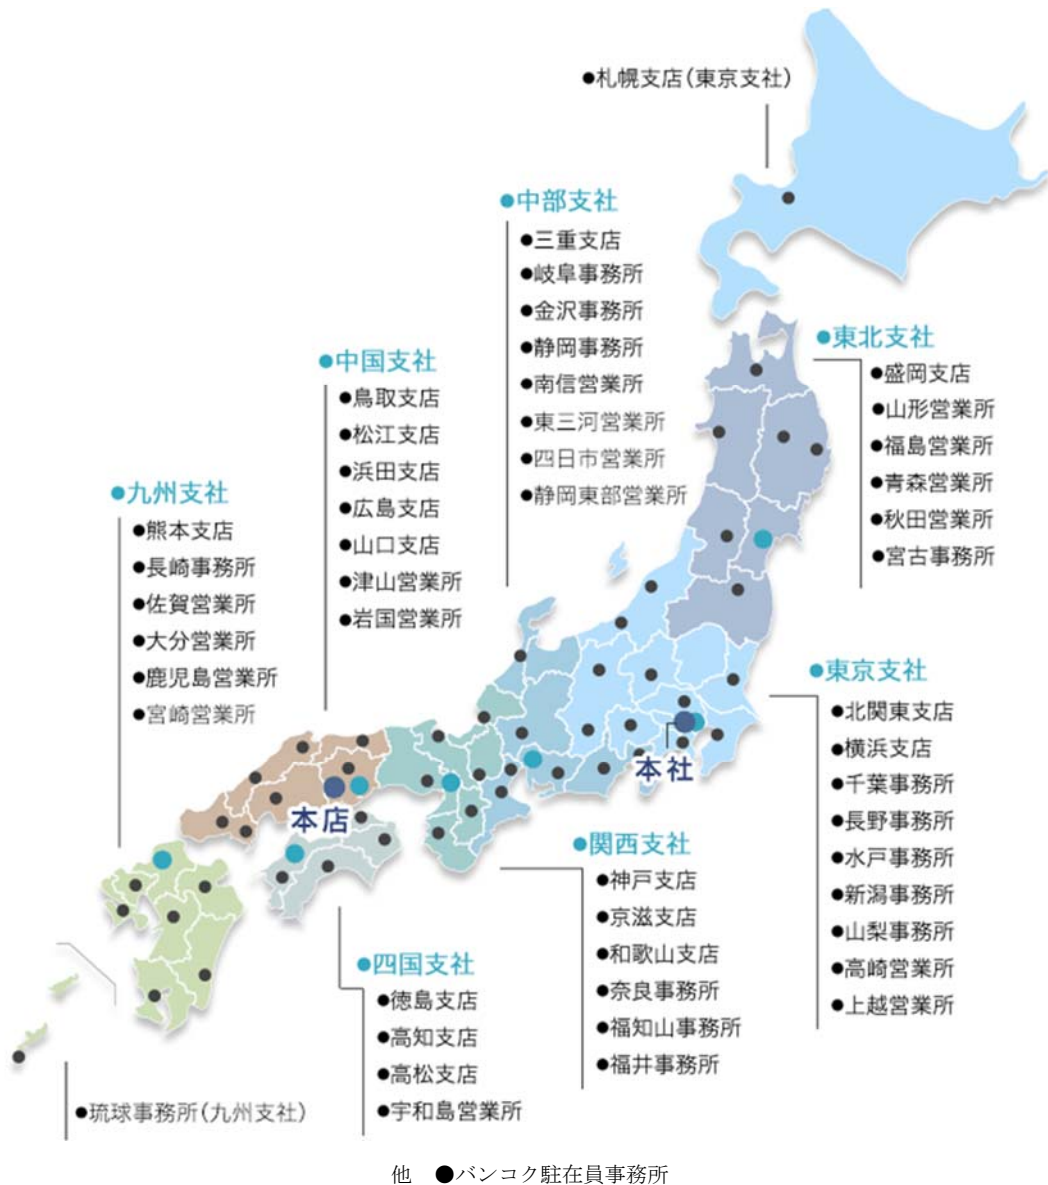 ●札幌支店(東京支社)
●中部支社
●三重支店
●岐阜事務所
●金沢事務所
●静岡事務所
●南信営業所
●東三河営業所
●四日市営業所
●静岡東部営業所
●東北支社
●盛岡支店
●山形営業所
●福島営業所
●青森営業所
●秋田営業所
●宮古事務所
●中国支社
●鳥取支店
●松江支店
●浜田支店
●広島支店
●山口支店
●津山営業所
●岩国営業所
●九州支社
●熊本支店
●長崎事務所
●佐賀営業所
●大分営業所
●鹿児島営業所
●宮崎営業所
●東京支社
●北関東支店
●横浜支店
●千葉事務所
●長野事務所
●水戸事務所
●新潟事務所
●山梨事務所
●高崎営業所
●上越営業所
本社
本店
●関西支社
●神戸支店
●京滋支店
●和歌山支店
●奈良事務所
●福知山事務所
●福井事務所
●四国支社
●徳島支店
●高知支店
●高松支店
●宇和島営業所
●琉球事務所(九州支社)
他　●バンコク駐在員事務所